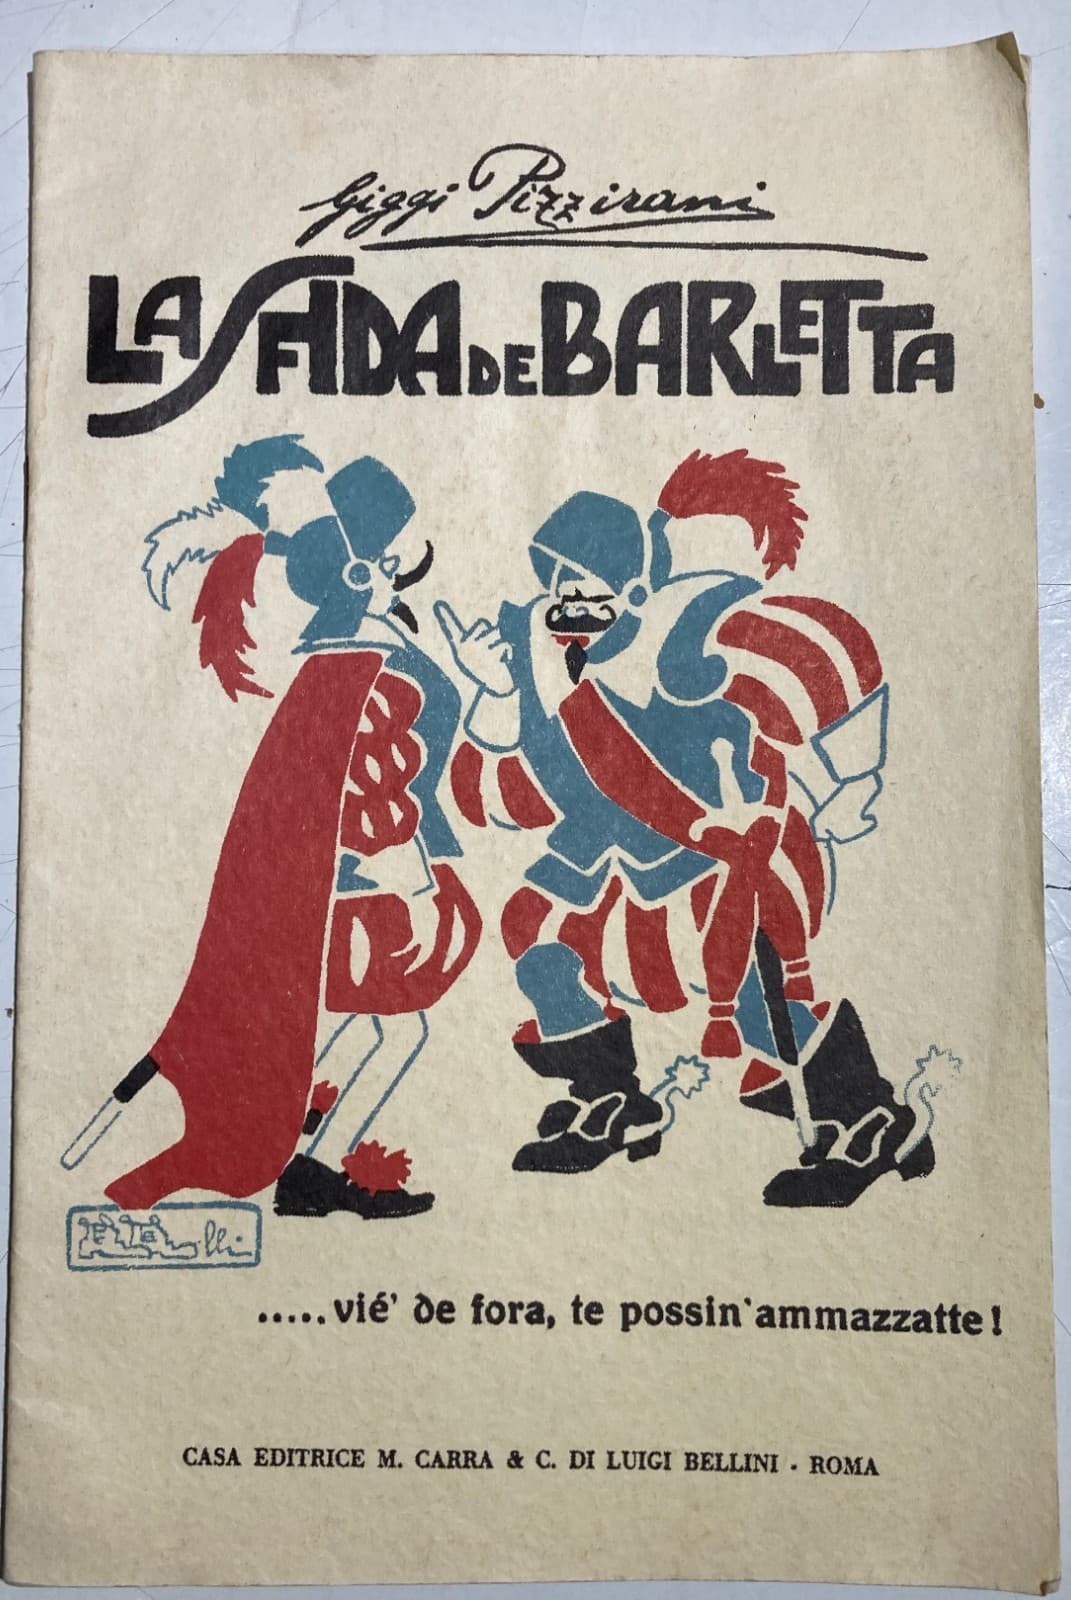 Giggi Pizzirani
LA SFIDA DE BARLETTA
.....vié' de fora, te possin'ammazzatte!
CASA EDITRICE M. CARRA & C. DI LUIGI BELLINI - ROMA